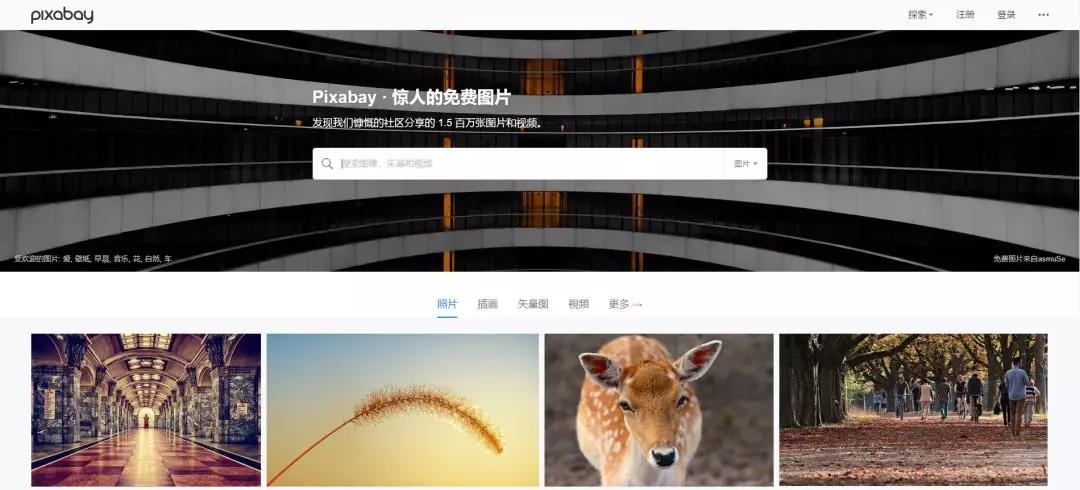 pixabay
探索
注册
登录
Pixabay · 惊人的免费图片
发现我们慷慨的社区分享的 1.5 百万张图片和视频。
搜索图像、矢量和视频
图片
受欢迎的图片: 爱, 壁纸, 早晨, 音乐, 花, 自然, 车
免费照片来自asmuSe
照片
插画
矢量图
视频
更多 →